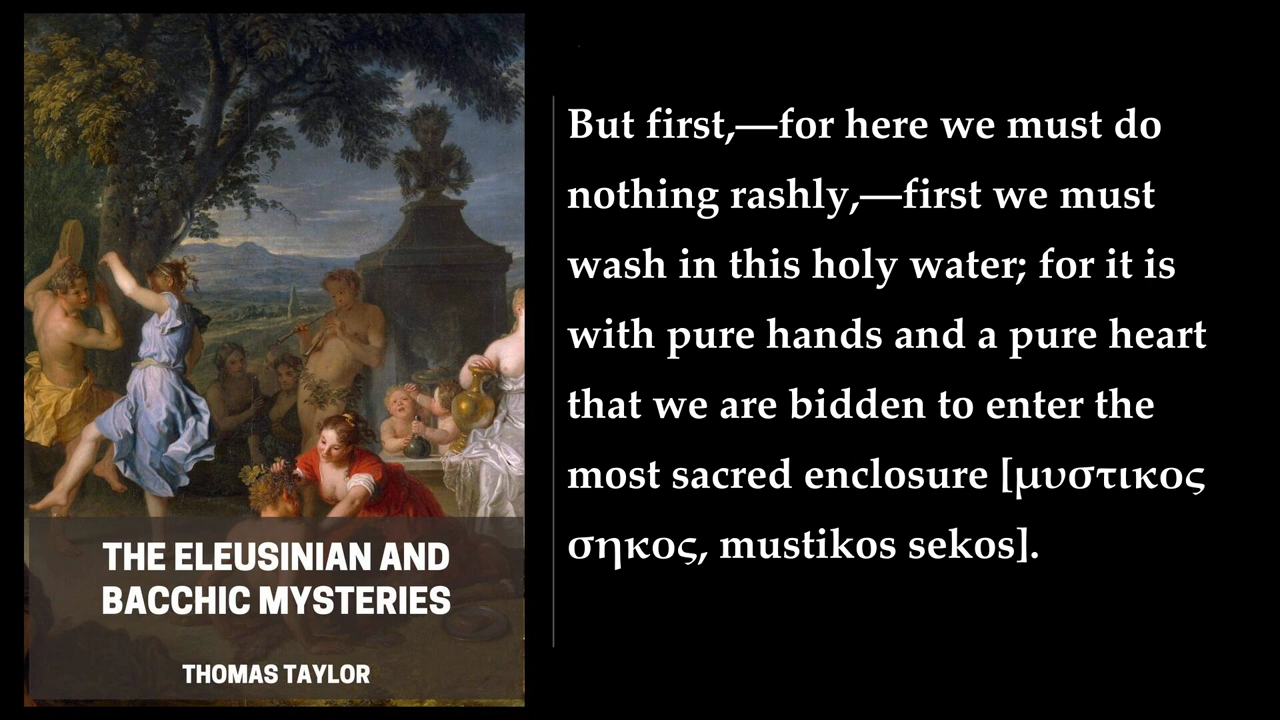 THE ELEUSINIAN AND
BACCHIC MYSTERIES
THOMAS TAYLOR
But first,—for here we must do
nothing rashly,—first we must
wash in this holy water; for it is
with pure hands and a pure heart
that we are bidden to enter the
most sacred enclosure [μυστικος
σηκος, mustikos sekos].